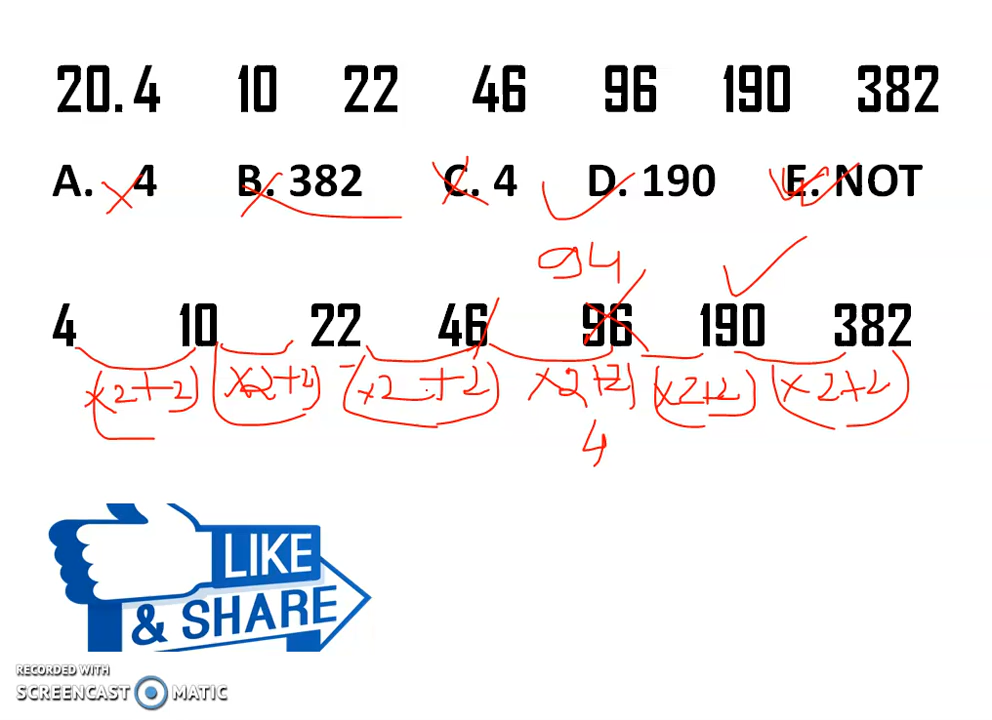 20. 4 10 22 46 96 190 382
A. 4 B. 382 C. 4 D. 190 E. NOT
94
4 10 22 46 96 190 382
x2+2 x2+2 x2+2 x2+2 x2+2 x2+2
4
LIKE
& SHARE
RECORDED WITH
SCREENCAST MATIC